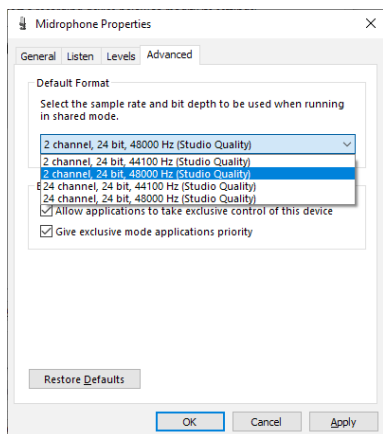 Midrophone Properties
General Listen Levels Advanced
Default Format
Select the sample rate and bit depth to be used when running
in shared mode.
2 channel, 24 bit, 48000 Hz (Studio Quality)
2 channel, 24 bit, 44100 Hz (Studio Quality)
2 channel, 24 bit, 48000 Hz (Studio Quality)
24 channel, 24 bit, 44100 Hz (Studio Quality)
24 channel, 24 bit, 48000 Hz (Studio Quality)
Allow applications to take exclusive control of this device
Give exclusive mode applications priority
Restore Defaults
OK Cancel Apply